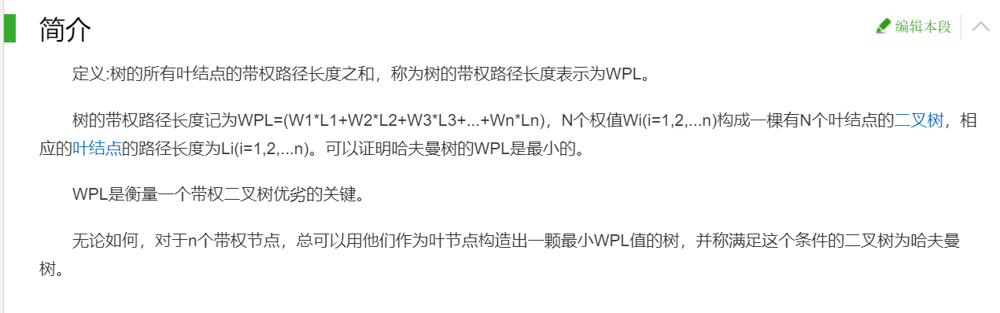 简介
编辑本段
定义:树的所有叶结点的带权路径长度之和，称为树的带权路径长度表示为WPL。
树的带权路径长度记为WPL=(W1*L1+W2*L2+W3*L3+...+Wn*Ln)，N个权值Wi(i=1,2,...n)构成一棵有N个叶结点的二叉树，相
应的叶结点的路径长度为Li(i=1,2,...n)。可以证明哈夫曼树的WPL是最小的。
WPL是衡量一个带权二叉树优劣的关键。
无论如何，对于n个带权节点，总可以用他们作为叶节点构造出一颗最小WPL值的树，并称满足这个条件的二叉树为哈夫曼
树。